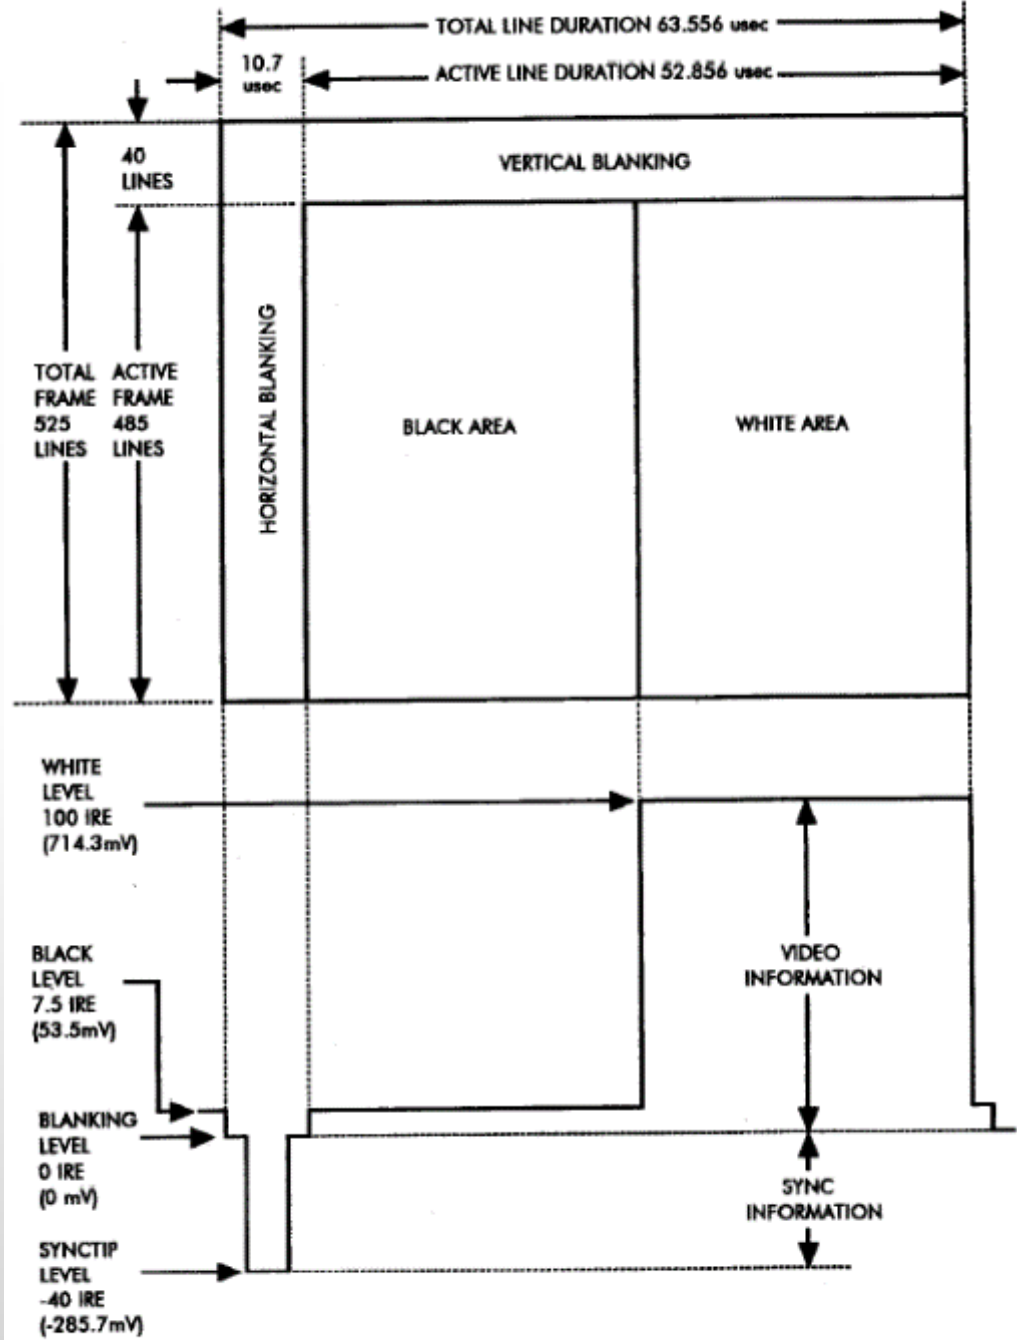 TOTAL LINE DURATION 63.556 usec
10.7
usec
ACTIVE LINE DURATION 52.856 usec
40
LINES
VERTICAL BLANKING
HORIZONTAL BLANKING
TOTAL
FRAME
525
LINES
ACTIVE
FRAME
485
LINES
BLACK AREA
WHITE AREA
WHITE
LEVEL
100 IRE
(714.3mV)
BLACK
LEVEL
7.5 IRE
(53.5mV)
VIDEO
INFORMATION
BLANKING
LEVEL
0 IRE
(0 mV)
SYNC
INFORMATION
SYNCTIP
LEVEL
-40 IRE
(-285.7mV)